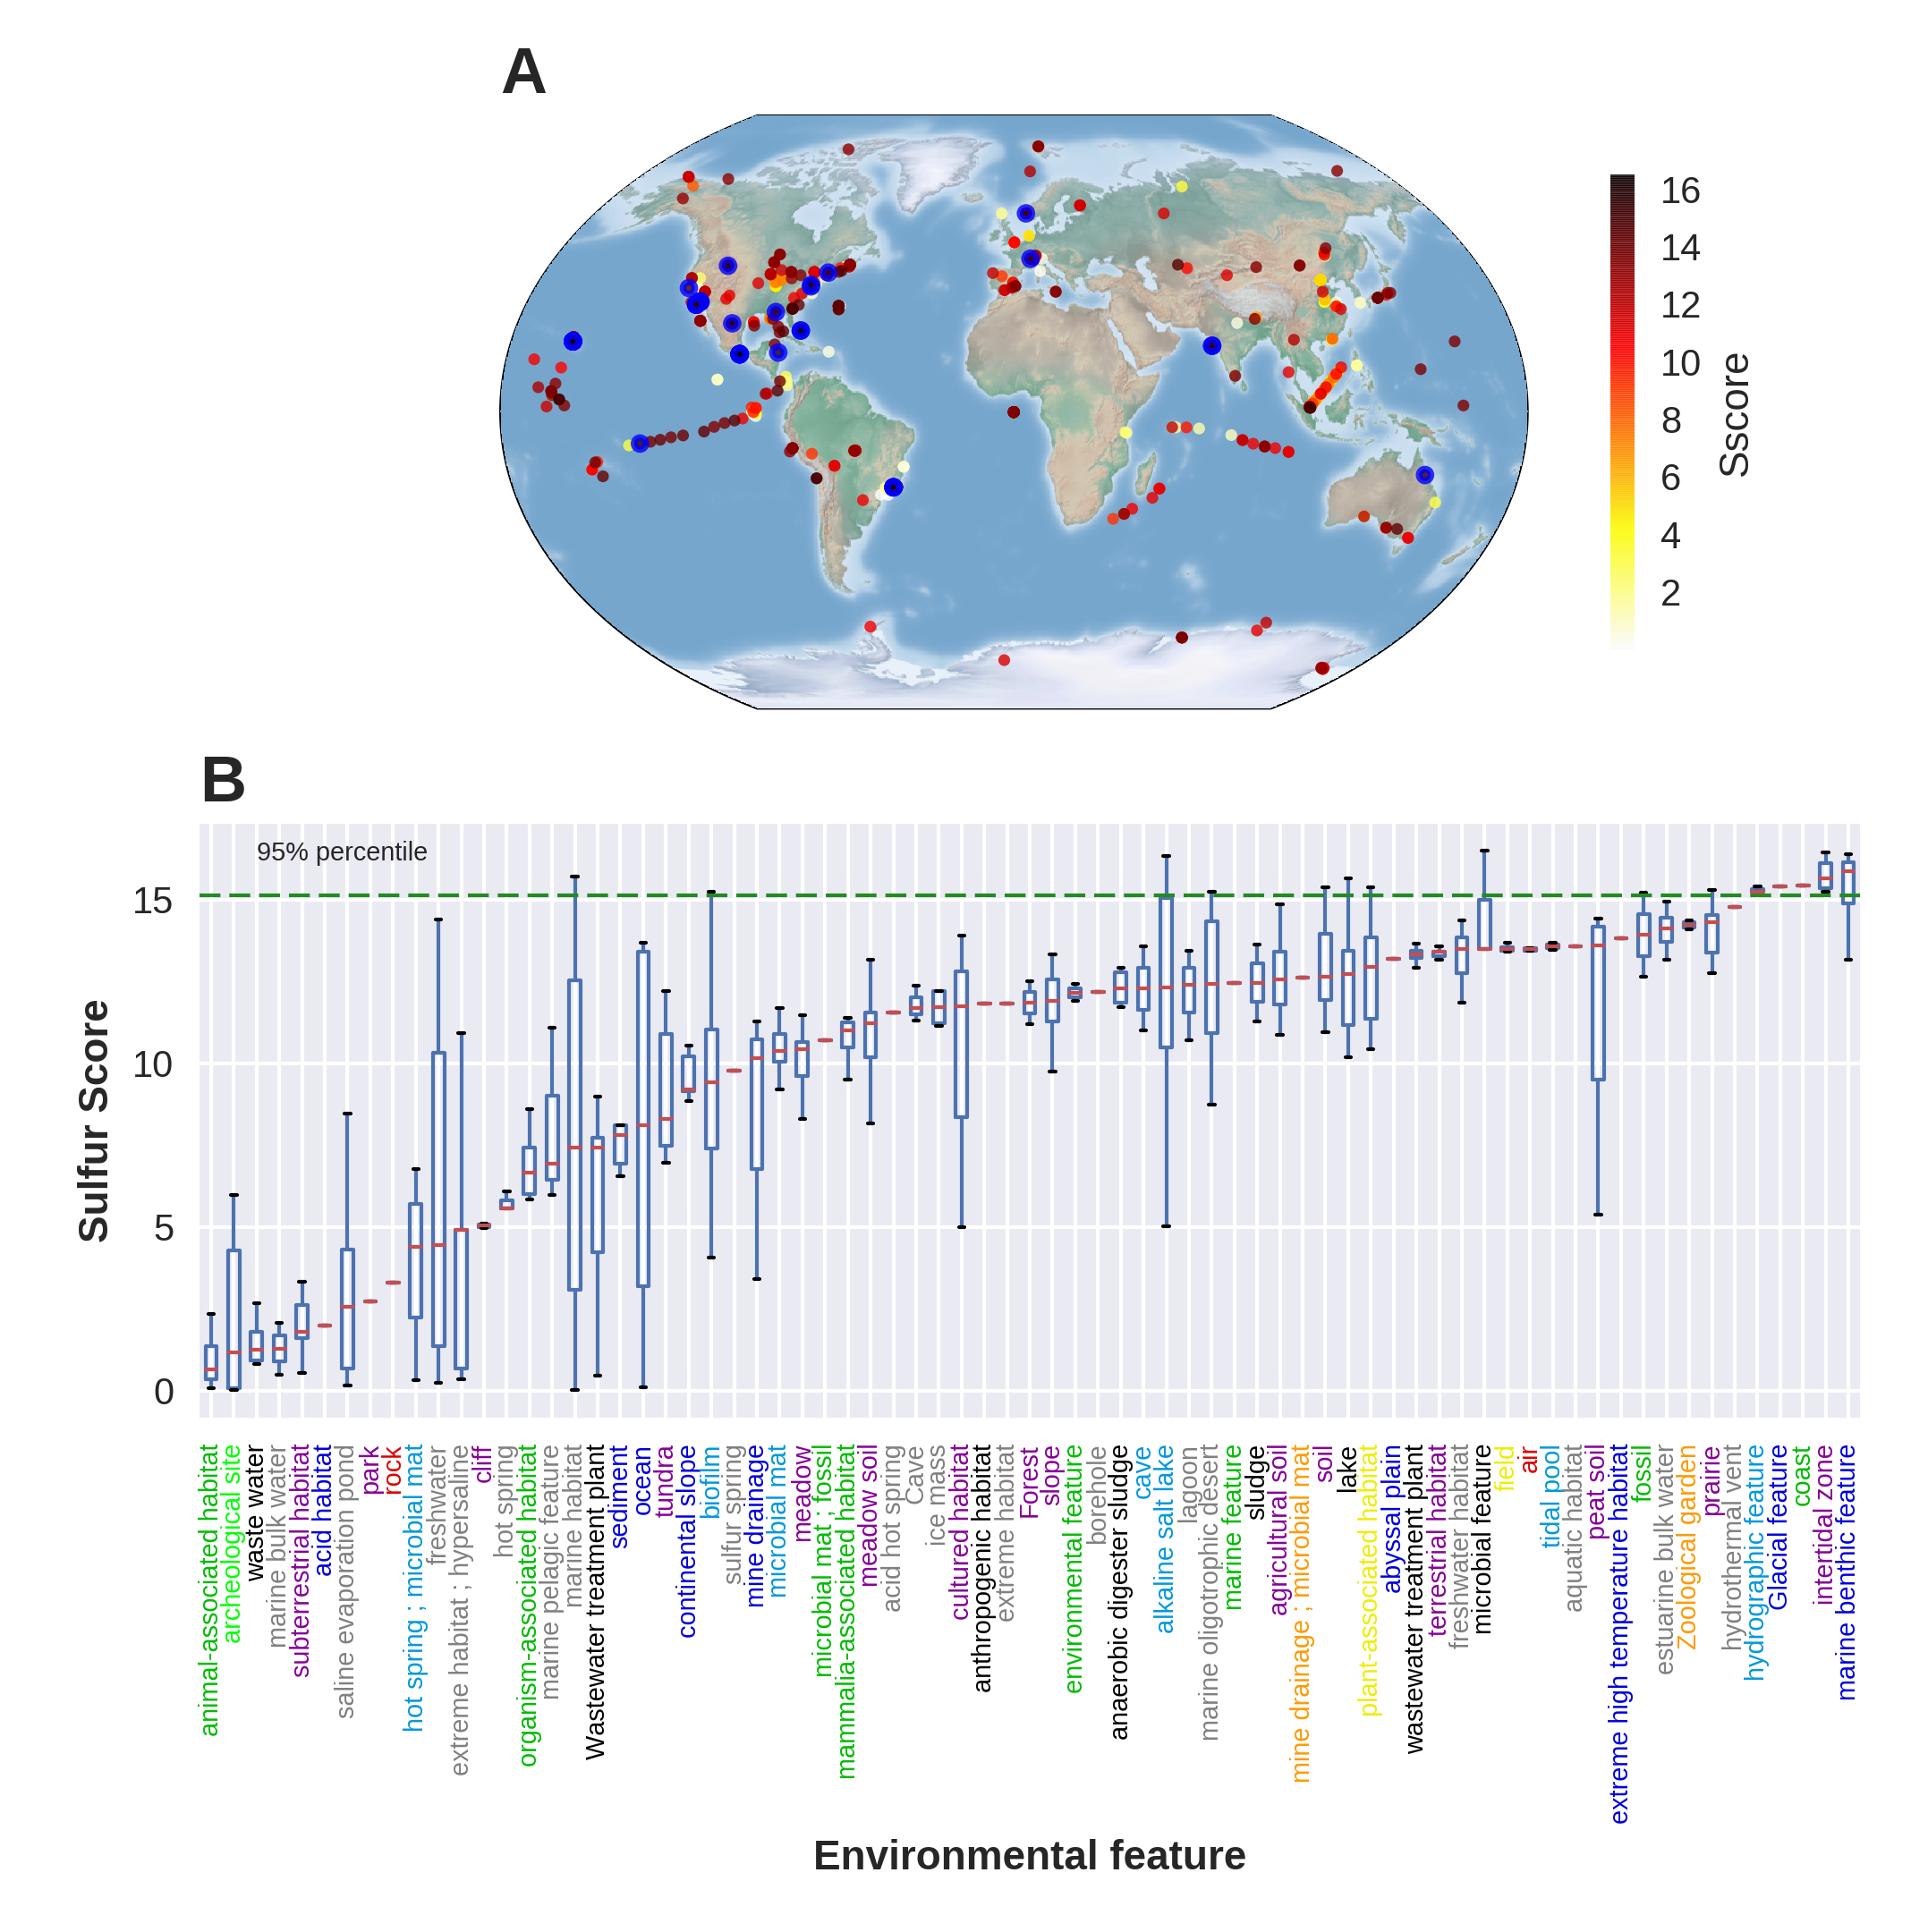 A
16
14
12
10
8
6
4
2
Sscore
B
95% percentile
15
10
5
0
Sulfur Score
animal-associated habitat
archeological site
waste water
marine bulk water
subterrestrial habitat
acid habitat
saline evaporation pond
park
rock
hot spring ; microbial mat
freshwater
extreme habitat ; hypersaline
cliff
hot spring
organism-associated habitat
marine pelagic feature
marine habitat
Wastewater treatment plant
sediment
ocean
tundra
continental slope
biofilm
sulfur spring
mine drainage
microbial mat
meadow
microbial mat ; fossil
mammalia-associated habitat
meadow soil
acid hot spring
Cave
ice mass
cultured habitat
anthropogenic habitat
extreme habitat
Forest
slope
environmental feature
borehole
anaerobic digester sludge
cave
alkaline salt lake
lagoon
marine oligotrophic desert
marine feature
sludge
agricultural soil
mine drainage ; microbial mat
soil
lake
plant-associated habitat
abyssal plain
wastewater treatment plant
terrestrial habitat
freshwater habitat
microbial feature
field
air
tidal pool
aquatic habitat
peat soil
extreme high temperature habitat
fossil
estuarine bulk water
Zoological garden
prairie
hydrothermal vent
hydrographic feature
Glacial feature
coast
intertidal zone
marine benthic feature
Environmental feature